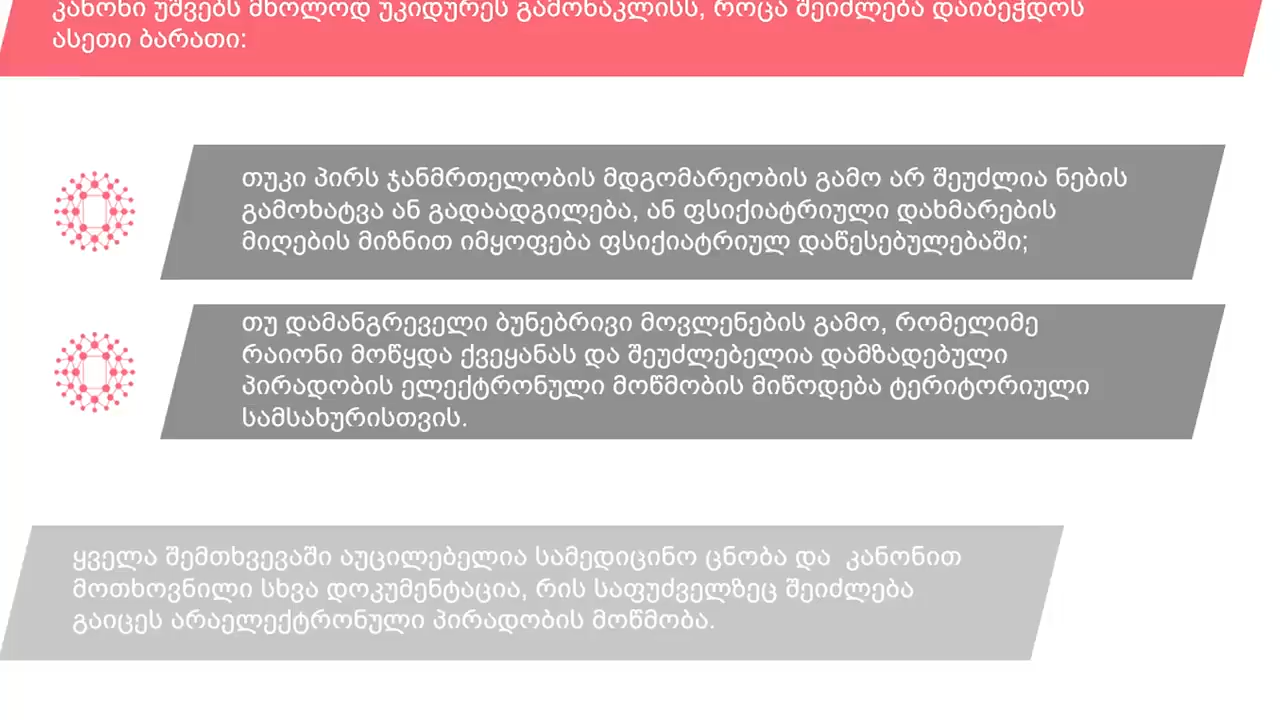 კანონი უშვებს მხოლოდ უკიდურეს გამონაკლისს, როცა შეიძლება დაიბეჭდოს
ასეთი ბარათი:
თუკი პირს ჯანმრთელობის მდგომარეობის გამო არ შეუძლია ნების
გამოხატვა ან გადაადგილება, ან ფსიქიატრიული დახმარების
მიღების მიზნით იმყოფება ფსიქიატრიულ დაწესებულებაში;
თუ დამანგრეველი ბუნებრივი მოვლენების გამო, რომელიმე
რაიონი მოწყდა ქვეყანას და შეუძლებელია დამზადებული
პირადობის ელექტრონული მოწმობის მიწოდება ტერიტორიული
სამსახურისთვის.
ყველა შემთხვევაში აუცილებელია სამედიცინო ცნობა და კანონით
მოთხოვნილი სხვა დოკუმენტაცია, რის საფუძველზეც შეიძლება
გაიცეს არაელექტრონული პირადობის მოწმობა.